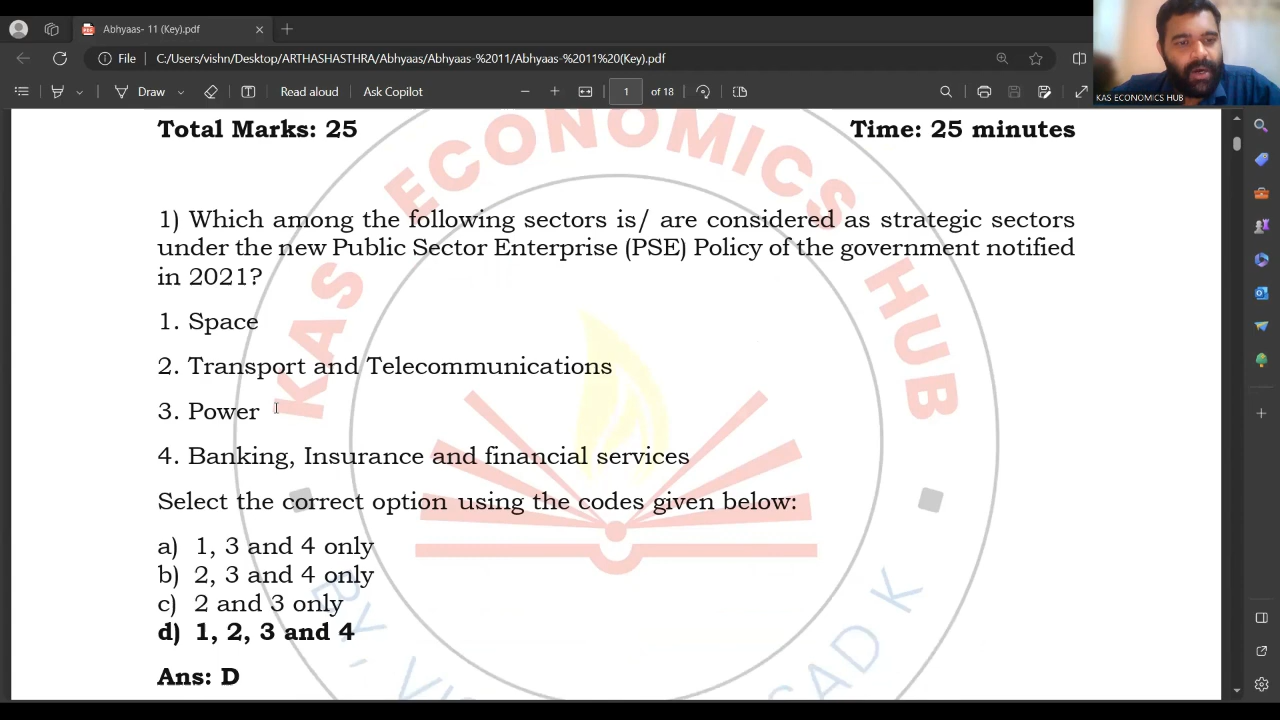 Abhyaas- 11 (Key).pdf
File C:/Users/vishn/Desktop/ARTHASHASTHRA/Abhyaas/Abhyaas-%2011/Abhyaas-%2011%20(Key).pdf
Draw Read aloud Ask Copilot 1 of 18
KAS ECONOMICS HUB
Total Marks: 25 Time: 25 minutes
KAS ECONOMICS HUB
1) Which among the following sectors is/ are considered as strategic sectors
under the new Public Sector Enterprise (PSE) Policy of the government notified
in 2021?
1. Space
2. Transport and Telecommunications
3. Power
4. Banking, Insurance and financial services
Select the correct option using the codes given below:
a) 1, 3 and 4 only
b) 2, 3 and 4 only
c) 2 and 3 only
d) 1, 2, 3 and 4
Ans: D